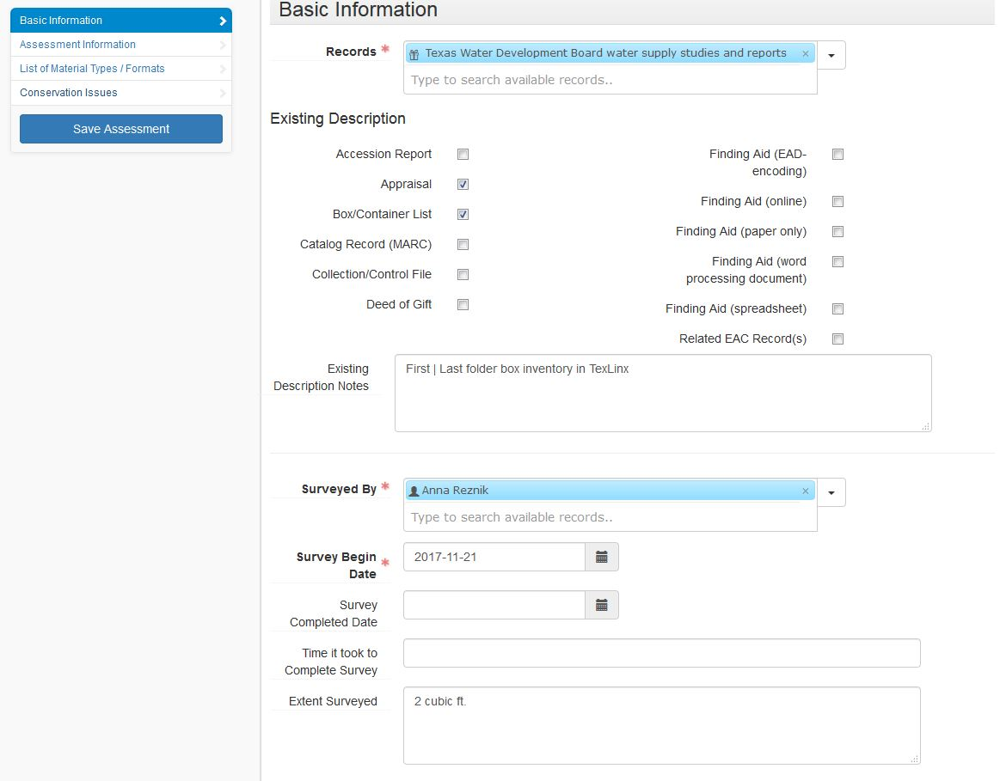 Basic Information
Assessment Information
List of Material Types / Formats
Conservation Issues
Save Assessment
Basic Information
Records *
Texas Water Development Board water supply studies and reports ×
Type to search available records..
Existing Description
Accession Report
Appraisal
Box/Container List
Catalog Record (MARC)
Collection/Control File
Deed of Gift
Finding Aid (EAD-
encoding)
Finding Aid (online)
Finding Aid (paper only)
Finding Aid (word
processing document)
Finding Aid (spreadsheet)
Related EAC Record(s)
Existing
Description Notes
First | Last folder box inventory in TexLinx
Surveyed By *
Anna Reznik ×
Type to search available records..
Survey Begin
Date *
2017-11-21
Survey
Completed Date
Time it took to
Complete Survey
Extent Surveyed
2 cubic ft.